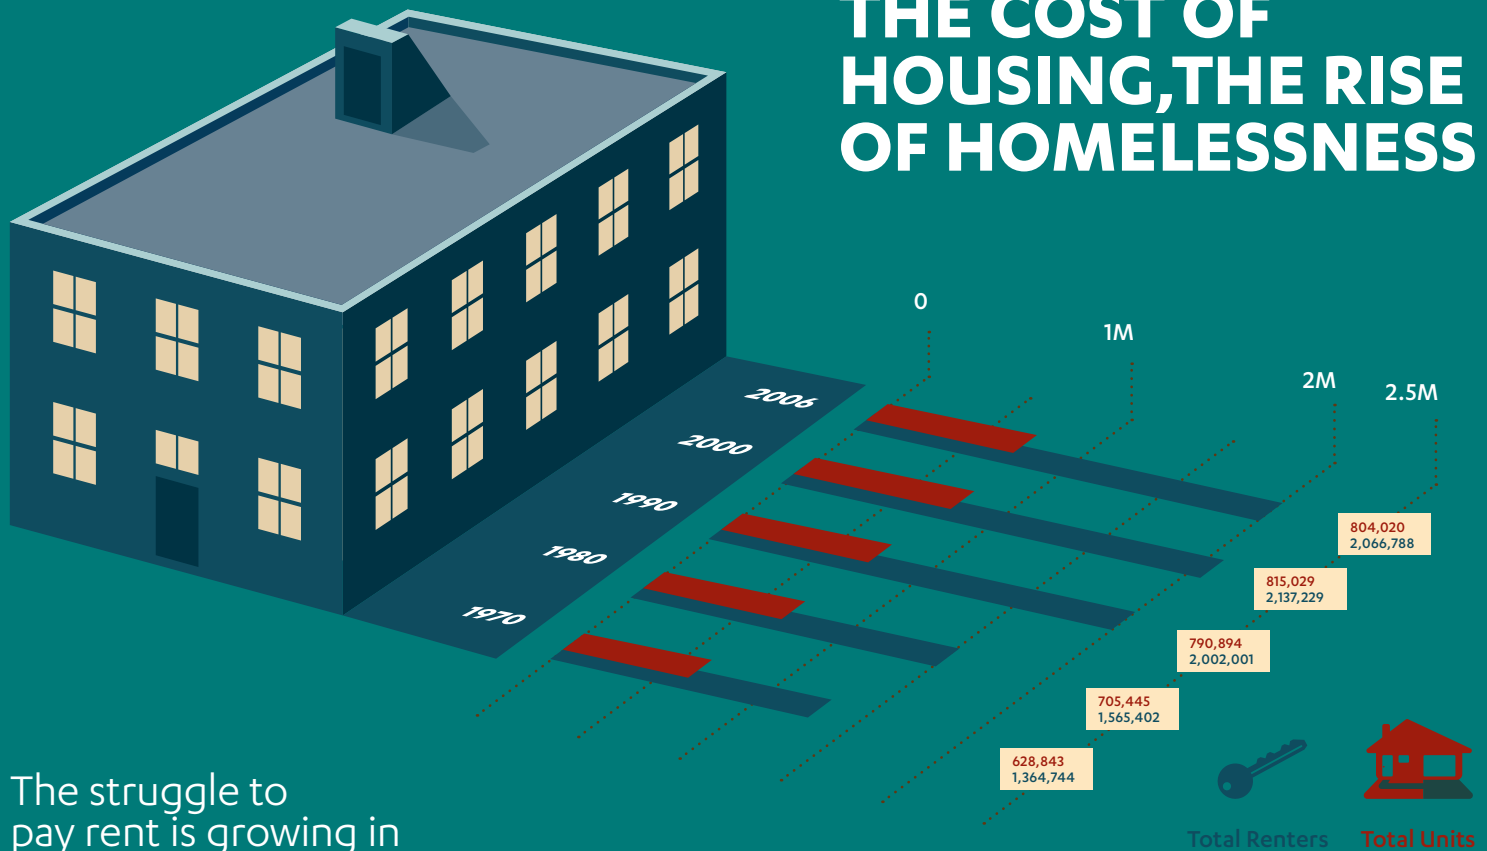 THE COST OF
HOUSING,THE RISE
OF HOMELESSNESS
0
1M
2M
2.5M
2006
2000
1990
1980
1970
804,020
2,066,788
815,029
2,137,229
790,894
2,002,001
705,445
1,565,402
628,843
1,364,744
Total Renters
Total Units
The struggle to
pay rent is growing in